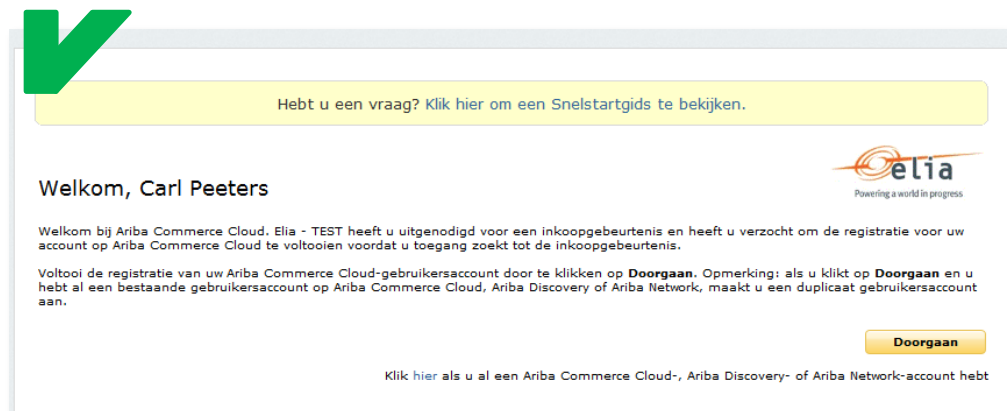 Hebt u een vraag? Klik hier om een Snelstartgids te bekijken.
elia
Powering a world in progress
Welkom, Carl Peeters
Welkom bij Ariba Commerce Cloud. Elia - TEST heeft u uitgenodigd voor een inkoopgebeurtenis en heeft u verzocht om de registratie voor uw
account op Ariba Commerce Cloud te voltooien voordat u toegang zoekt tot de inkoopgebeurtenis.
Voltooi de registratie van uw Ariba Commerce Cloud-gebruikersaccount door te klikken op Doorgaan. Opmerking: als u klikt op Doorgaan en u
hebt al een bestaande gebruikersaccount op Ariba Commerce Cloud, Ariba Discovery of Ariba Network, maakt u een duplicaat gebruikersaccount
aan.
Doorgaan
Klik hier als u al een Ariba Commerce Cloud-, Ariba Discovery- of Ariba Network-account hebt